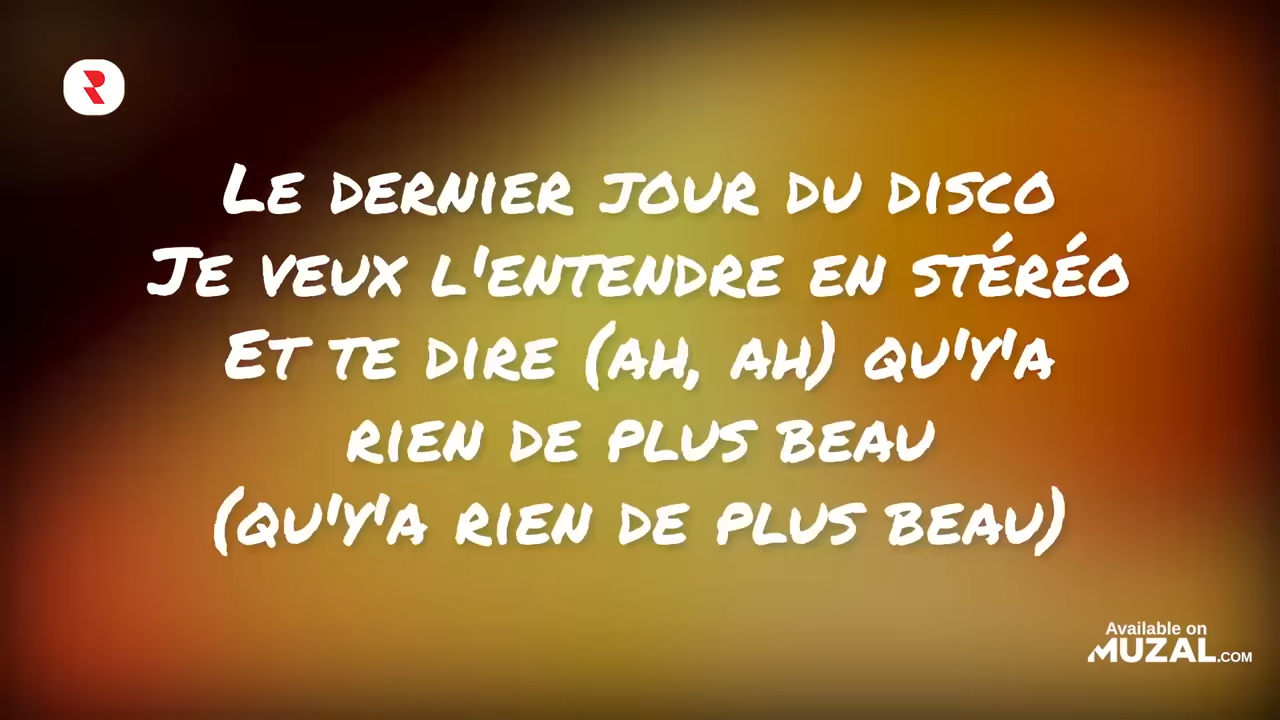 Le dernier jour du disco
Je veux l'entendre en stéréo
Et te dire (ah, ah) qu'y'a
rien de plus beau
(qu'y'a rien de plus beau)
Available on
MUZAL.COM